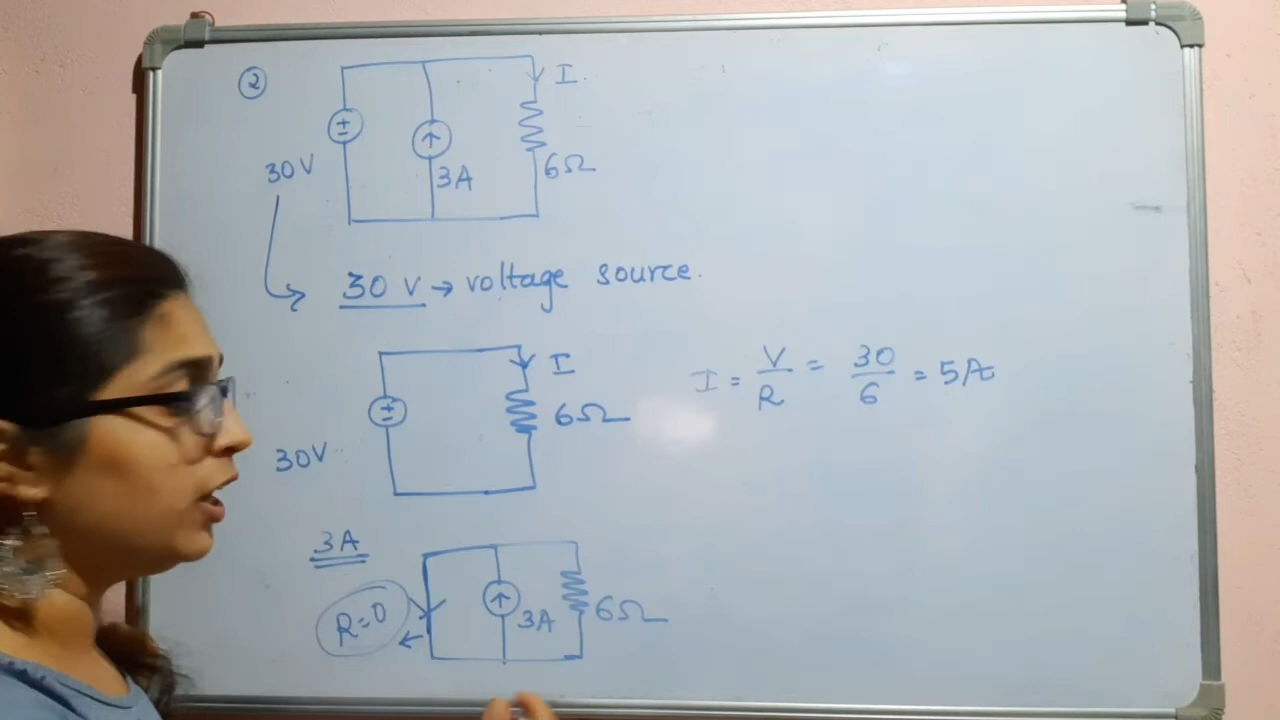 2
I.
30V
3A
6Ω
30 V → voltage source.
I
6Ω
30V
I = V/R = 30/6 = 5A
3A
R=0
3A
6Ω